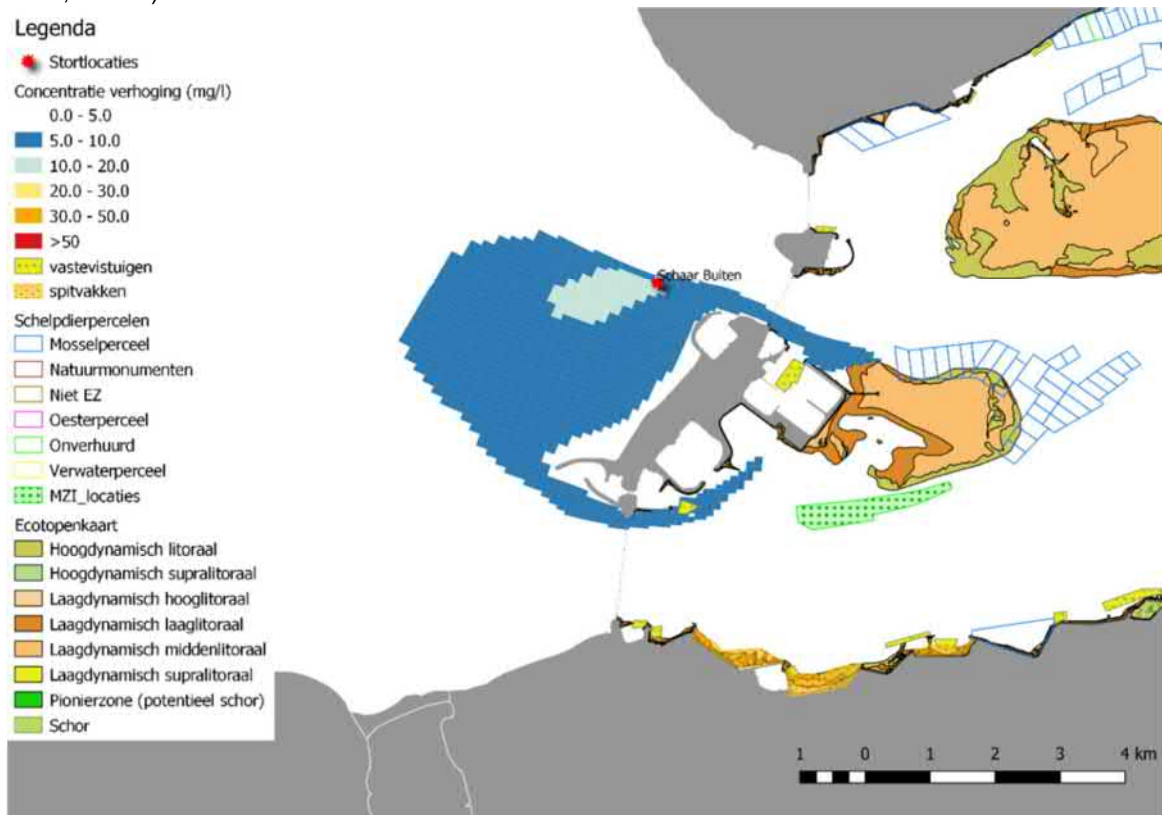 Legenda
Stortlocaties
Concentratie verhoging (mg/l)
0.0 - 5.0
5.0 - 10.0
10.0 - 20.0
20.0 - 30.0
30.0 - 50.0
>50
vastevistuigen
spitvakken
Schelpdierpercelen
Mosselperceel
Natuurmonumenten
Niet EZ
Oesterperceel
Onverhuurd
Verwaterperceel
MZI_locaties
Ecotopenkaart
Hoogdynamisch litoraal
Hoogdynamisch supralitoraal
Laagdynamisch hooglitoraal
Laagdynamisch laaglitoraal
Laagdynamisch middenlitoraal
Laagdynamisch supralitoraal
Pionierzone (potentieel schor)
Schor
Schaar Buiten
1 0 1 2 3 4 km